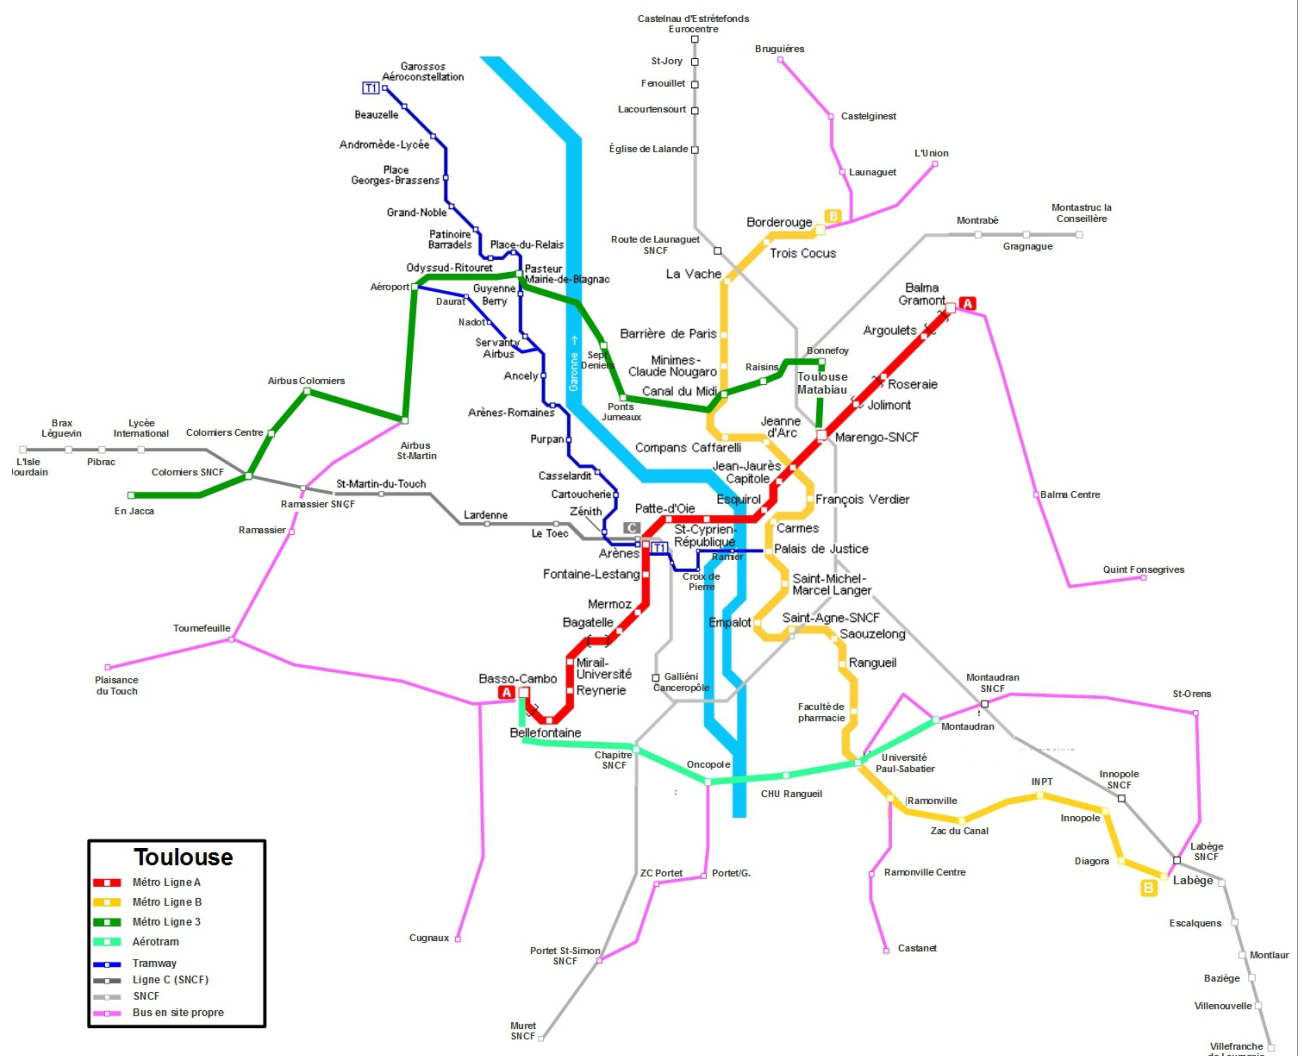 Castelnau d'Estrétefonds
Eurocentre
St-Jory
Fenouillet
Lacourtensourt
Église de Lalande
Route de Launaguet
SNCF
Bruguières
Castelginest
Launaguet
L'Union
Montrabé
Montastruc la
Conseillère
Gragnague
Garossos
Aéroconstellation
T1
Beauzelle
Andromède-Lycée
Place
Georges-Brassens
Grand-Noble
Patinoire
Barradels
Place-du-Relais
Odyssud-Ritouret
Pasteur
Mairie-de-Blagnac
Aéroport
Guyenne
Berry
Daurat
Nadot
Servanty
Airbus
Ancely
Arènes-Romaines
Purpan
Casselardit
Cartoucherie
Zénith
Garonne →
Sept
Deniers
Ponts
Jumeaux
B
Borderouge
Trois Cocus
La Vache
Barrière de Paris
Minimes-
Claude Nougaro
Canal du Midi
Raisins
Bonnefoy
Toulouse
Matabiau
Marengo-SNCF
Balma
Gramont
A
Argoulets
Roseraie
Jolimont
Jeanne
d'Arc
Compans Caffarelli
Jean-Jaurès
Capitole
Esquirol
François Verdier
Carmes
Palais de Justice
Patte-d'Oie
St-Cyprien-
République
C
Arènes
T1
Croix de
Pierre
Ramier
Fontaine-Lestang
Mermoz
Bagatelle
Mirail-
Université
Reynerie
Basso-Cambo
A
Bellefontaine
Airbus Colomiers
Colomiers Centre
Colomiers SNCF
Airbus
St-Martin
En Jacca
L'Isle
Jourdain
Brax
Lèguevin
Pibrac
Lycée
International
Ramassier SNCF
St-Martin-du-Touch
Lardenne
Le Toec
Ramassier
Tournefeuille
Plaisance
du Touch
Cugnaux
Balma Centre
Quint Fonsegrives
Saint-Michel-
Marcel Langer
Empalot
Saint-Agne-SNCF
Saouzelong
Rangueil
Faculté de
pharmacie
Université
Paul-Sabatier
Galliéni
Canceropôle
Chapitre
SNCF
Oncopole
CHU Rangueil
Montaudran
SNCF
Montaudran
St-Orens
Ramonville
Zac du Canal
INPT
Innopole
Innopole
SNCF
Diagora
B
Labège
Labège
SNCF
Escalquens
Montlaur
Baziège
Villenouvelle
Villefranche
Ramonville Centre
Castanet
ZC Portet
Portet/G.
Portet St-Simon
SNCF
Muret
SNCF
Toulouse
Métro Ligne A
Métro Ligne B
Métro Ligne 3
Aérotram
Tramway
Ligne C (SNCF)
SNCF
Bus en site propre